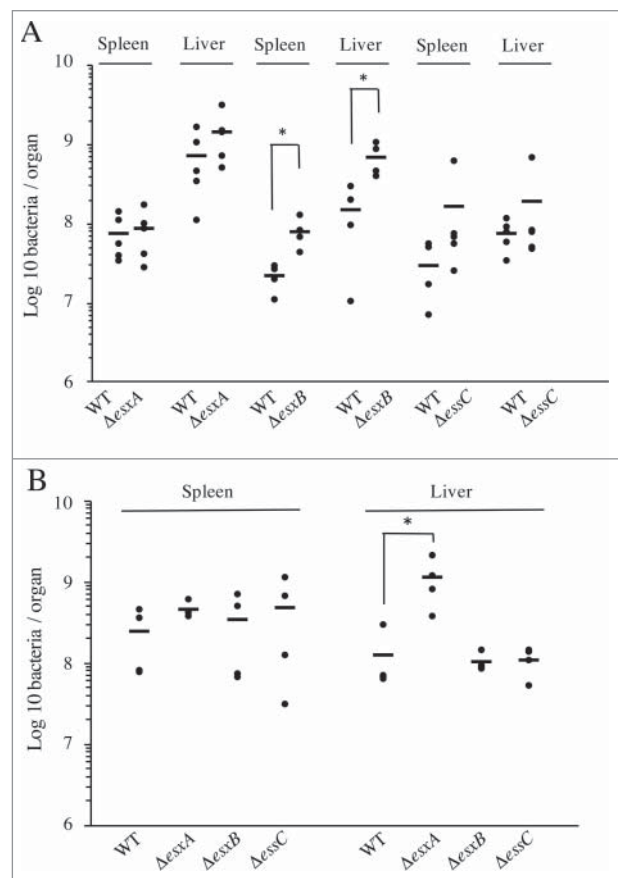 A
Spleen Liver Spleen Liver Spleen Liver
10
*
*
9
8
7
6
Log 10 bacteria / organ
WT ΔesxA WT ΔesxA WT ΔesxB WT ΔesxB WT ΔessC WT ΔessC
B
Spleen Liver
10
*
9
8
7
6
Log 10 bacteria / organ
WT ΔesxA ΔesxB ΔessC WT ΔesxA ΔesxB ΔessC